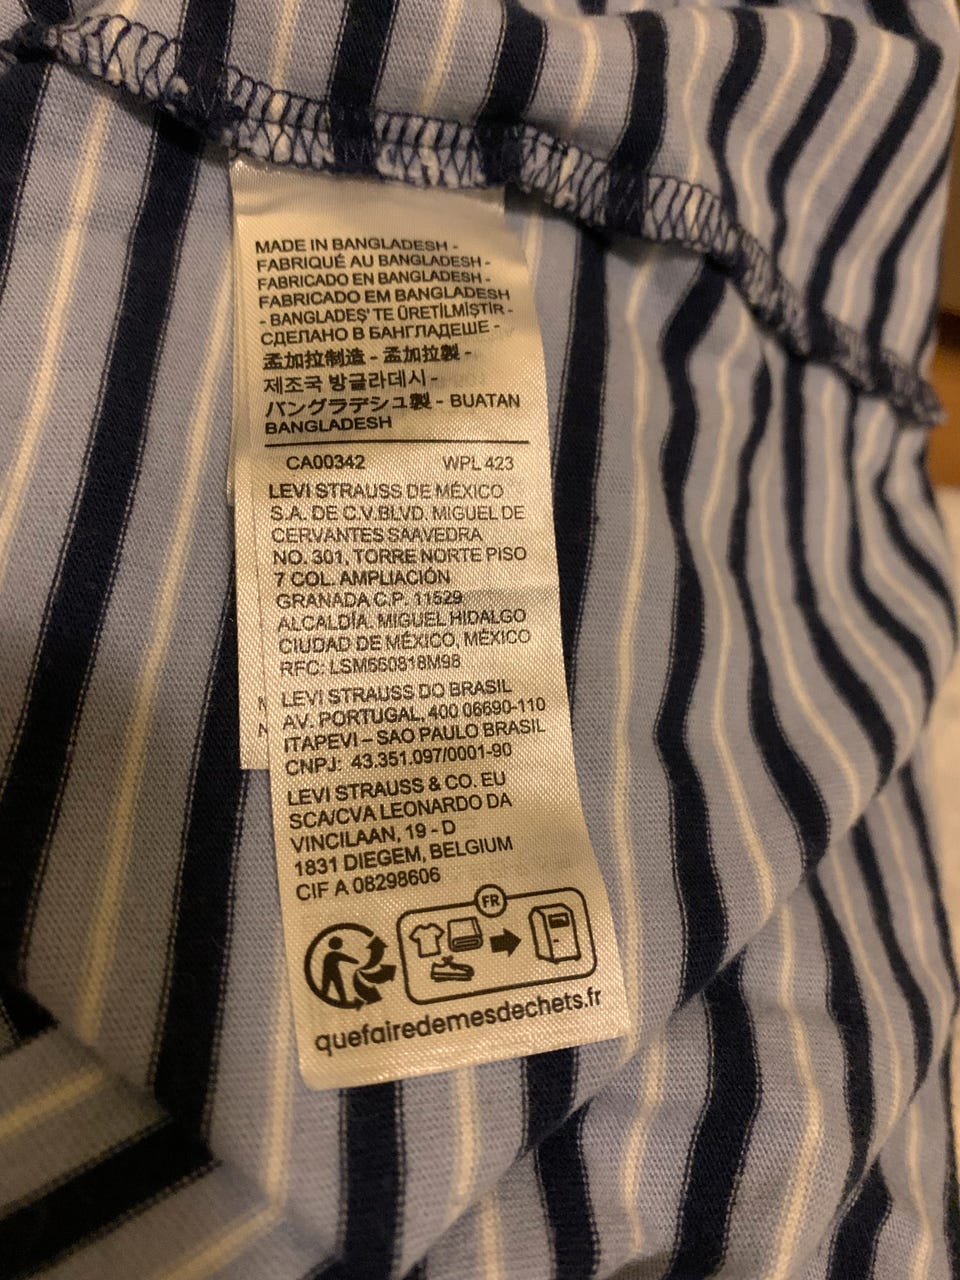 MADE IN BANGLADESH -
FABRIQUÉ AU BANGLADESH -
FABRICADO EN BANGLADESH -
FABRICADO EM BANGLADESH
- BANGLADEŞ' TE ÜRETİLMİŞTİR -
СДЕЛАНО В БАНГЛАДЕШЕ -
孟加拉制造 - 孟加拉製 -
제조국 방글라데시 -
バングラデシュ製 - BUATAN
BANGLADESH
CA00342 WPL 423
LEVI STRAUSS DE MÉXICO
S.A. DE C.V.BLVD. MIGUEL DE
CERVANTES SAAVEDRA
NO. 301, TORRE NORTE PISO
7 COL. AMPLIACIÓN
GRANADA C.P. 11529
ALCALDÍA. MIGUEL HIDALGO
CIUDAD DE MÉXICO, MÉXICO
RFC: LSM560818M98
LEVI STRAUSS DO BRASIL
AV. PORTUGAL, 400 06690-110
ITAPEVI – SAO PAULO BRASIL
CNPJ: 43.351.097/0001-90
LEVI STRAUSS & CO. EU
SCA/CVA LEONARDO DA
VINCILAAN, 19 - D
1831 DIEGEM, BELGIUM
CIF A 08298606
FR
quefairedemesdechets.fr